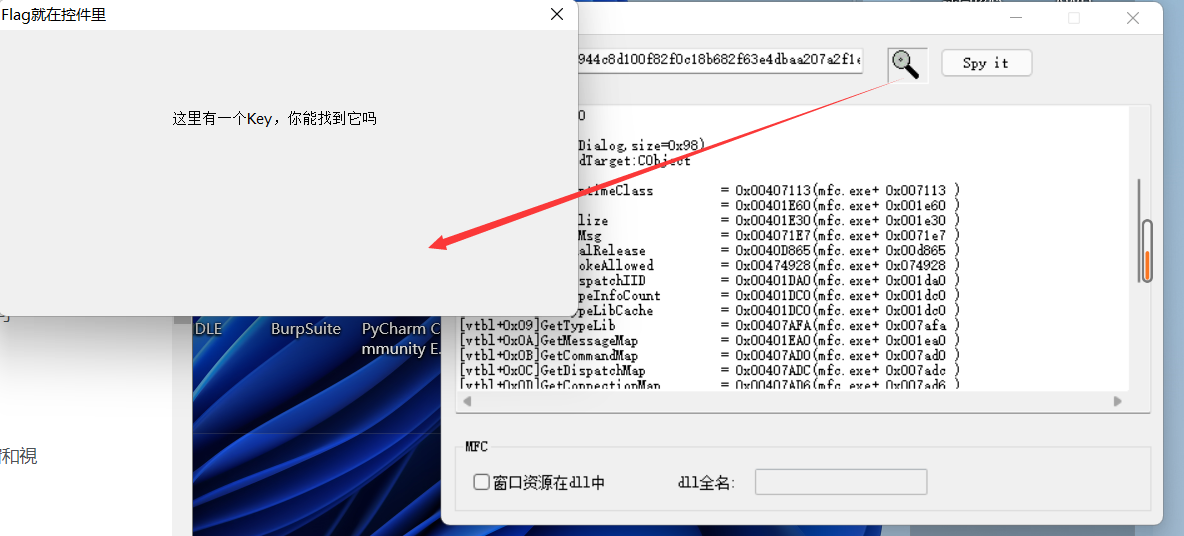 Flag就在控件里
这里有一个Key，你能找到它吗
944c8d100f82f0c18b682f63e4dbaa207a2f1
Spy it
Dialog,size=0x98)
dTarget:CObject
ntimeClass = 0x00407113(mfc.exe+ 0x007113 )
= 0x00401E60(mfc.exe+ 0x001e60 )
lize = 0x00401E30(mfc.exe+ 0x001e30 )
Msg = 0x004071E7(mfc.exe+ 0x0071e7 )
alRelease = 0x0040D865(mfc.exe+ 0x00d865 )
okeAllowed = 0x00474928(mfc.exe+ 0x074928 )
spatchIID = 0x00401DA0(mfc.exe+ 0x001da0 )
peInfoCount = 0x00401DC0(mfc.exe+ 0x001dc0 )
peLibCache = 0x00401DC0(mfc.exe+ 0x001dc0 )
[vtbl+0x09]GetTypeLib = 0x00407AFA(mfc.exe+ 0x007afa )
[vtbl+0x0A]GetMessageMap = 0x00401EA0(mfc.exe+ 0x001ea0 )
[vtbl+0x0B]GetCommandMap = 0x00407AD0(mfc.exe+ 0x007ad0 )
[vtbl+0x0C]GetDispatchMap = 0x00407ADC(mfc.exe+ 0x007adc )
[vtbl+0x0D]GetConnectionMap = 0x00407AD6(mfc.exe+ 0x007ad6 )
DLE
BurpSuite
PyCharm C
mmunity E.
和視
MFC
窗口资源在dll中
dll全名: